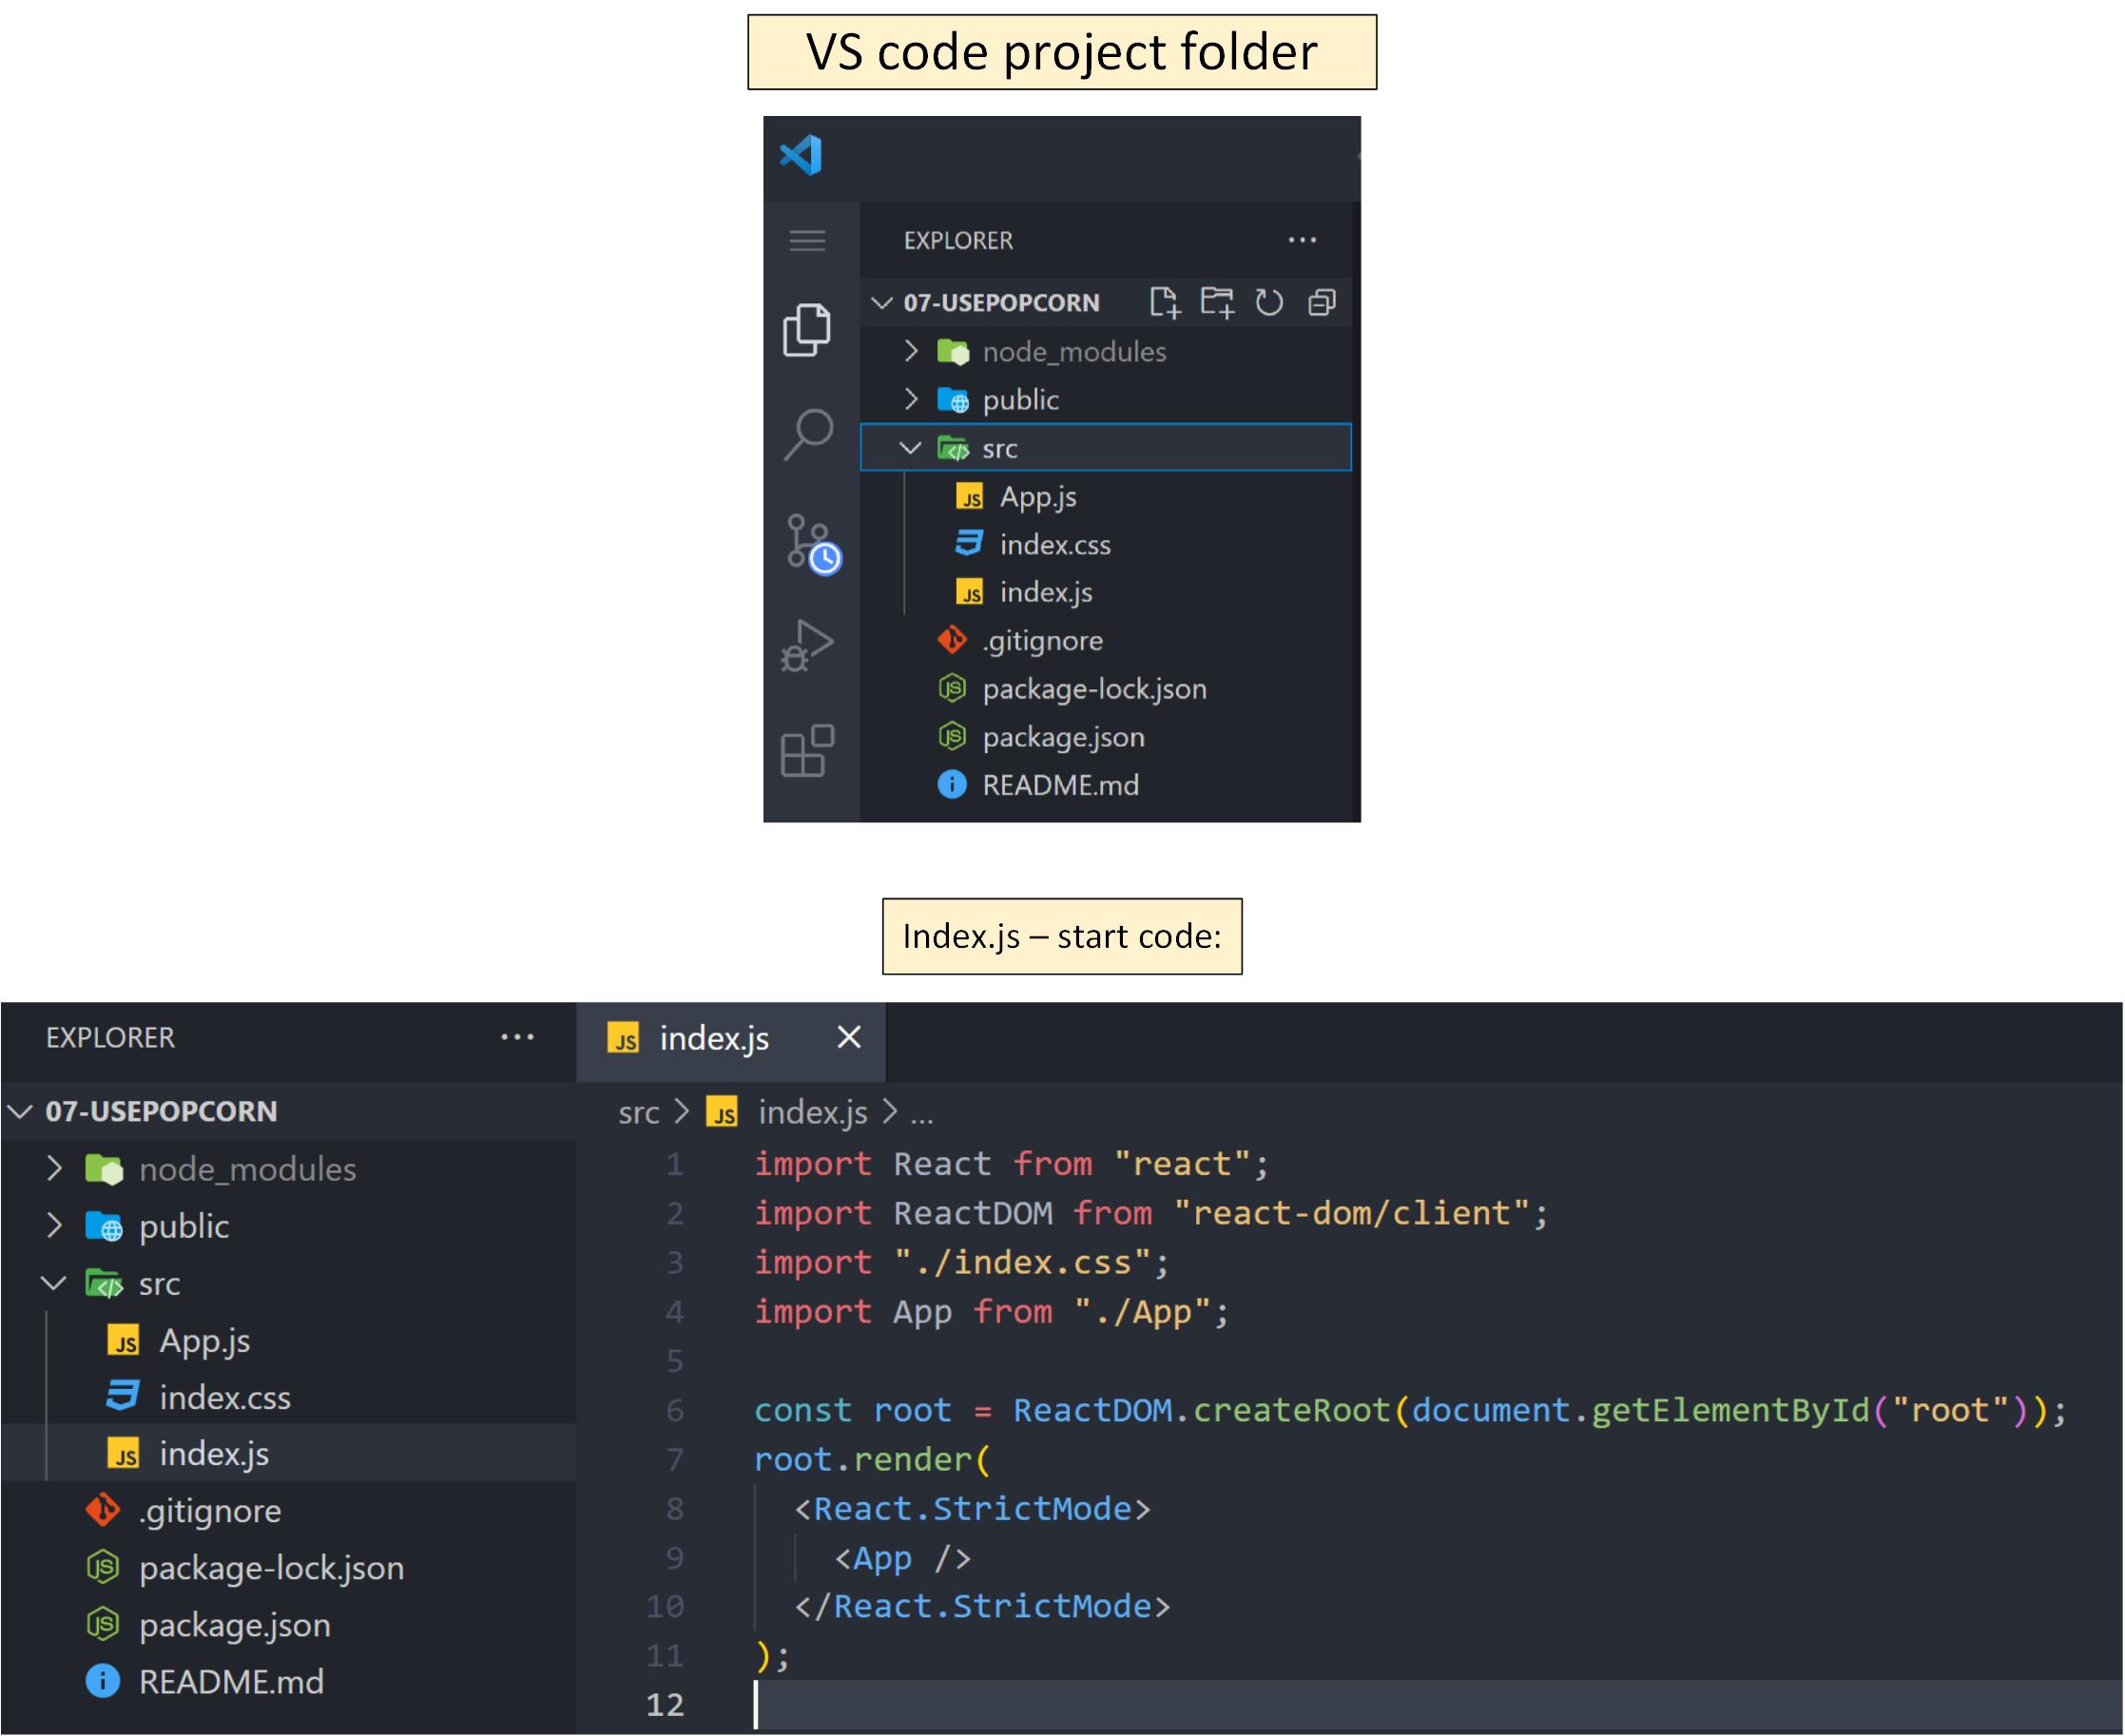 VS code project folder
EXPLORER
07-USEPOPCORN
node_modules
public
src
App.js
index.css
index.js
.gitignore
package-lock.json
package.json
README.md
Index.js – start code:
EXPLORER
07-USEPOPCORN
node_modules
public
src
App.js
index.css
index.js
.gitignore
package-lock.json
package.json
README.md
index.js
src > index.js > ...
1 import React from "react";
2 import ReactDOM from "react-dom/client";
3 import "./index.css";
4 import App from "./App";
5
6 const root = ReactDOM.createRoot(document.getElementById("root"));
7 root.render(
8 <React.StrictMode>
9 <App />
10 </React.StrictMode>
11 );
12